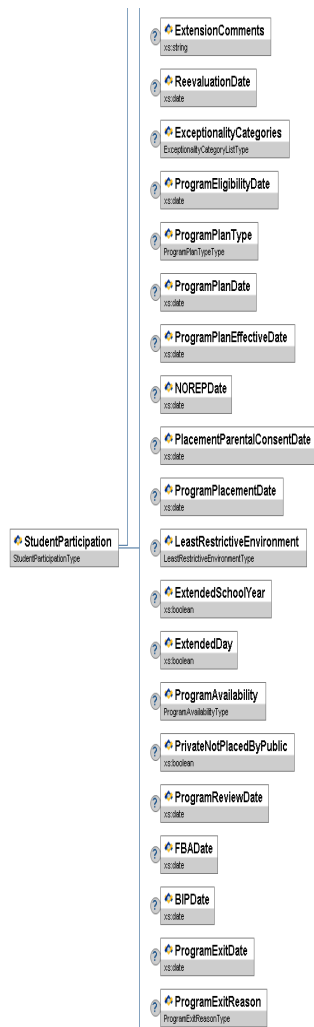 ExtensionComments
xs:string
ReevaluationDate
xs:date
ExceptionalityCategories
ExceptionalityCategoryListType
ProgramEligibilityDate
xs:date
ProgramPlanType
ProgramPlanTypeType
ProgramPlanDate
xs:date
ProgramPlanEffectiveDate
xs:date
NOREPDate
xs:date
PlacementParentalConsentDate
xs:date
ProgramPlacementDate
xs:date
StudentParticipation
StudentParticipationType
LeastRestrictiveEnvironment
LeastRestrictiveEnvironmentType
ExtendedSchoolYear
xs:boolean
ExtendedDay
xs:boolean
ProgramAvailability
ProgramAvailabilityType
PrivateNotPlacedByPublic
xs:boolean
ProgramReviewDate
xs:date
FBADate
xs:date
BIPDate
xs:date
ProgramExitDate
xs:date
ProgramExitReason
ProgramExitReasonType